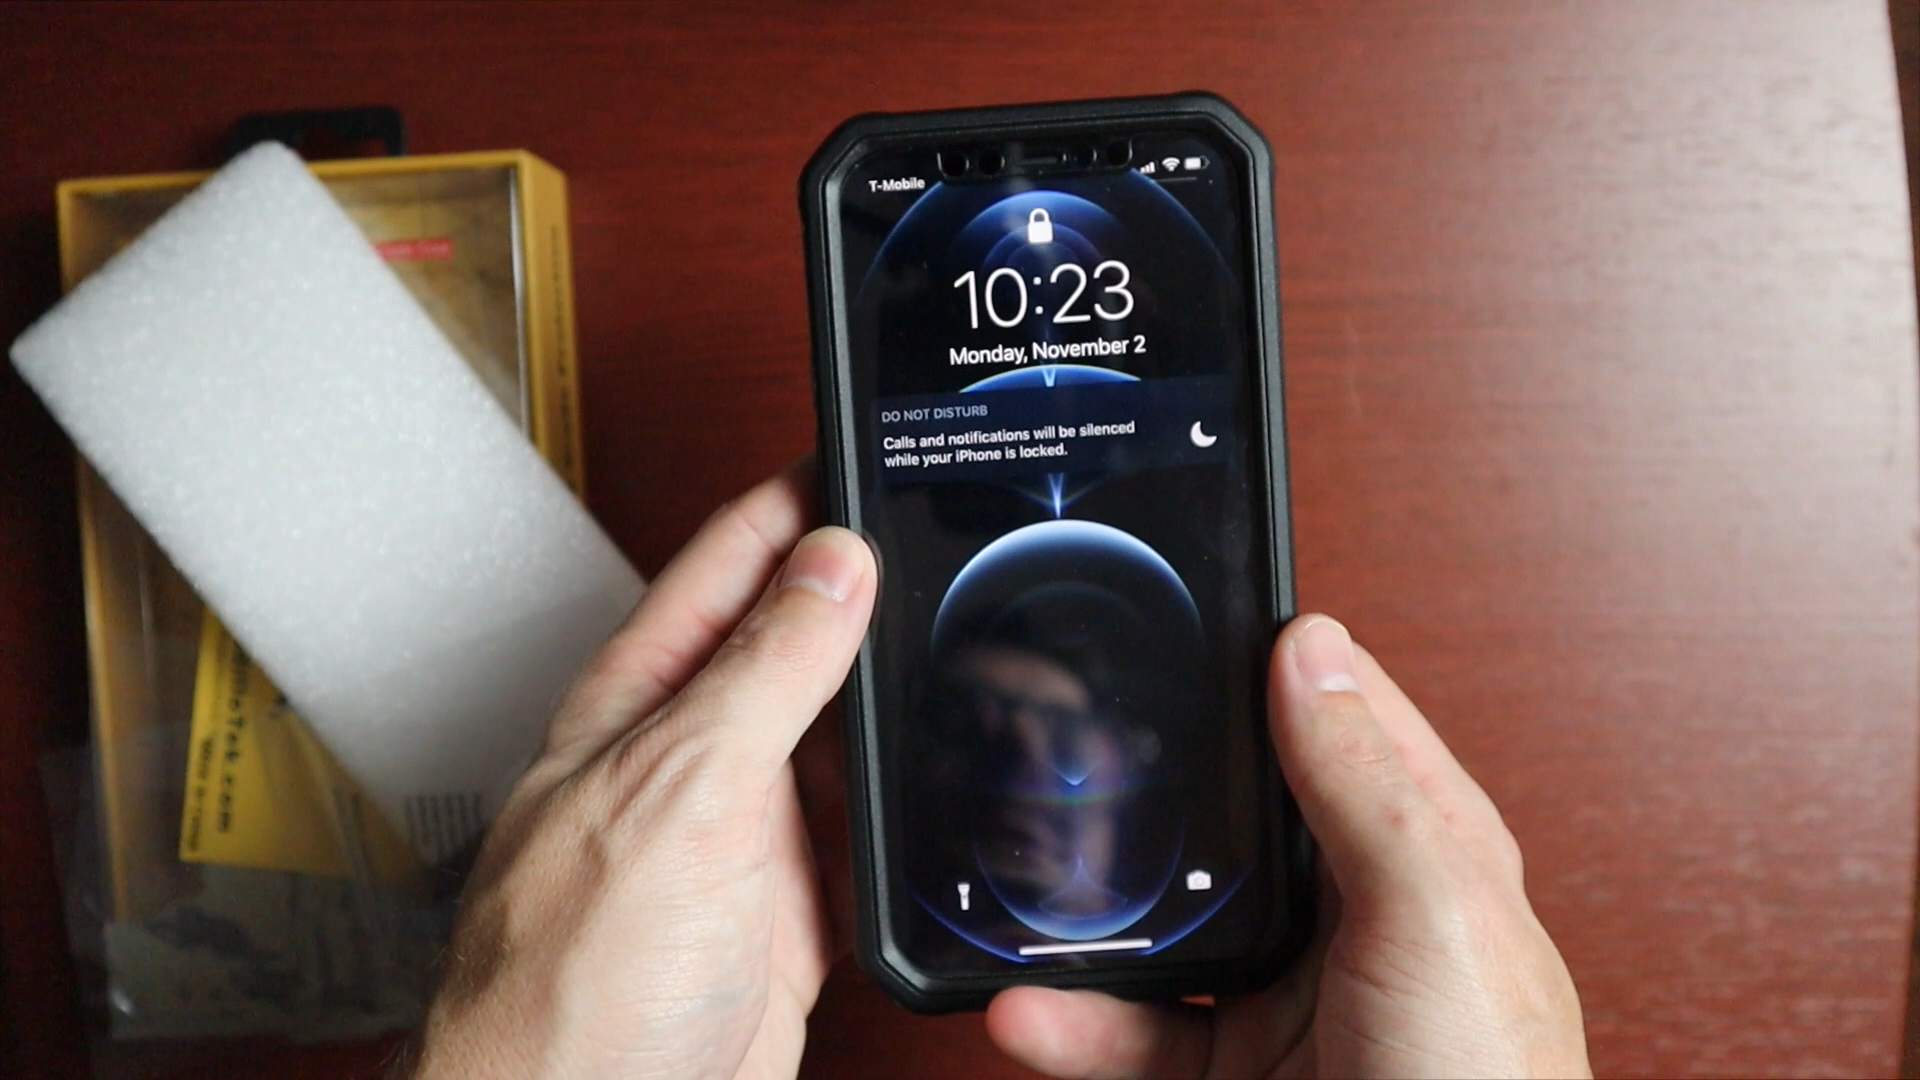 T-Mobile
10:23
Monday, November 2
DO NOT DISTURB
Calls and notifications will be silenced
while your iPhone is locked.